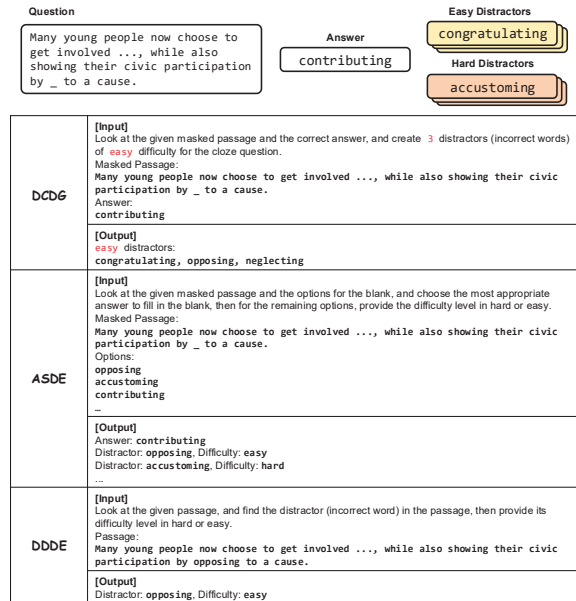 Question
Many young people now choose to
get involved ..., while also
showing their civic participation
by _ to a cause.
Answer
contributing
Easy Distractors
congratulating
Hard Distractors
accustoming
DCDG
[Input]
Look at the given masked passage and the correct answer, and create 3 distractors (incorrect words)
of easy difficulty for the cloze question.
Masked Passage:
Many young people now choose to get involved ..., while also showing their civic
participation by _ to a cause.
Answer:
contributing
[Output]
easy distractors:
congratulating, opposing, neglecting
ASDE
[Input]
Look at the given masked passage and the options for the blank, and choose the most appropriate
answer to fill in the blank, then for the remaining options, provide the difficulty level in hard or easy.
Masked Passage:
Many young people now choose to get involved ..., while also showing their civic
participation by _ to a cause.
Options:
opposing
accustoming
contributing
…
[Output]
Answer: contributing
Distractor: opposing, Difficulty: easy
Distractor: accustoming, Difficulty: hard
...
DDDE
[Input]
Look at the given passage, and find the distractor (incorrect word) in the passage, then provide its
difficulty level in hard or easy.
Passage:
Many young people now choose to get involved ..., while also showing their civic
participation by opposing to a cause.
[Output]
Distractor: opposing, Difficulty: easy